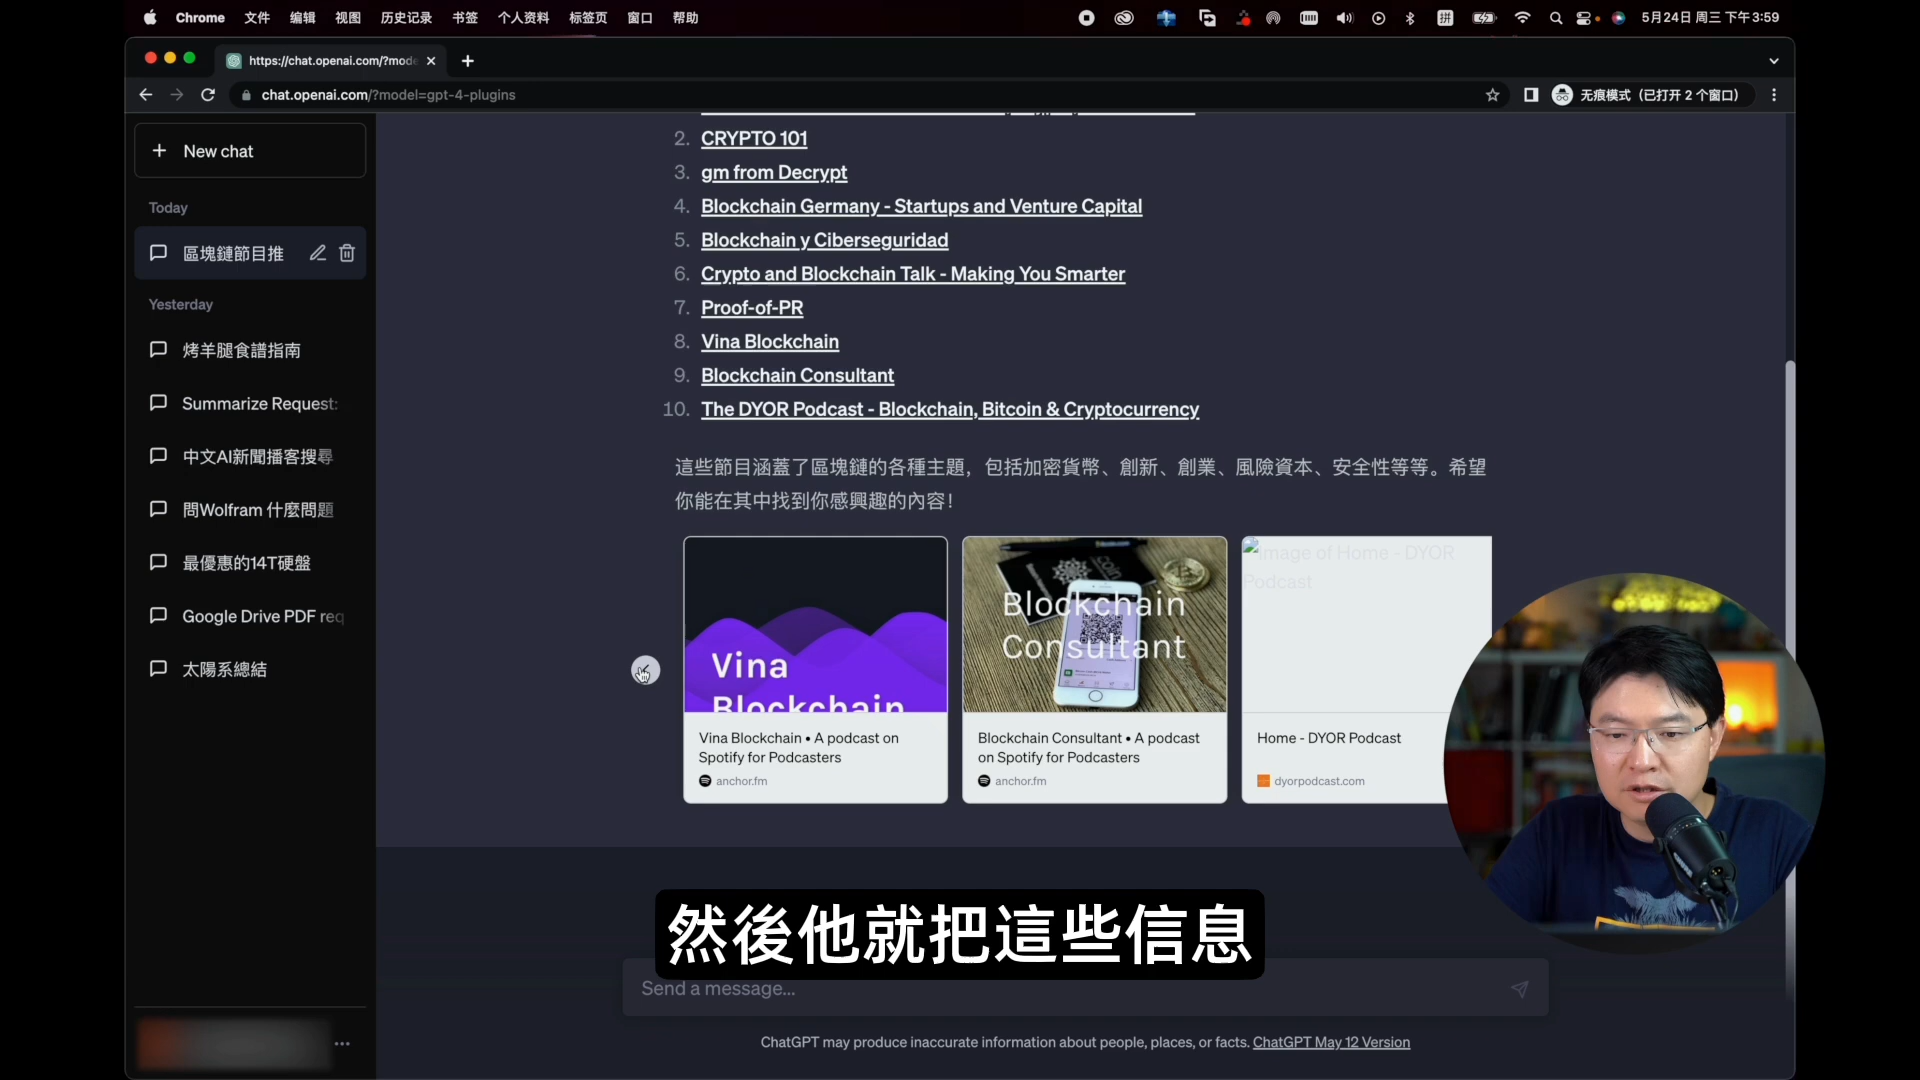 Chrome 文件 编辑 视图 历史记录 书签 个人资料 标签页 窗口 帮助 拼 5月24日 周三 下午3:59
https://chat.openai.com/?mode
chat.openai.com/?model=gpt-4-plugins 无痕模式（已打开 2 个窗口）
New chat
Today
區塊鏈節目推
Yesterday
烤羊腿食譜指南
Summarize Request:
中文AI新聞播客搜尋
問Wolfram 什麼問題
最優惠的14T硬盤
Google Drive PDF req
太陽系總結
2. CRYPTO 101
3. gm from Decrypt
4. Blockchain Germany - Startups and Venture Capital
5. Blockchain y Ciberseguridad
6. Crypto and Blockchain Talk - Making You Smarter
7. Proof-of-PR
8. Vina Blockchain
9. Blockchain Consultant
10. The DYOR Podcast - Blockchain, Bitcoin & Cryptocurrency
這些節目涵蓋了區塊鏈的各種主題，包括加密貨幣、創新、創業、風險資本、安全性等等。希望
你能在其中找到你感興趣的內容！
Vina
Blockchain
Vina Blockchain • A podcast on
Spotify for Podcasters
anchor.fm
Blockchain
Consultant
Blockchain Consultant • A podcast
on Spotify for Podcasters
anchor.fm
Image of Home - DYOR
Podcast
Home - DYOR Podcast
dyorpodcast.com
然後他就把這些信息
Send a message...
ChatGPT may produce inaccurate information about people, places, or facts. ChatGPT May 12 Version